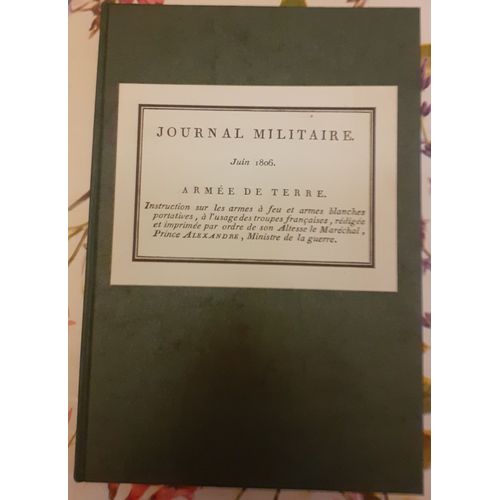 JOURNAL MILITAIRE.
Juin 1806.
ARMÉE DE TERRE.
Instruction sur les armes à feu et armes blanches
portatives, à l'usage des troupes françaises, rédigée
et imprimée par ordre de son Altesse le Maréchal,
Prince ALEXANDRE, Ministre de la guerre.